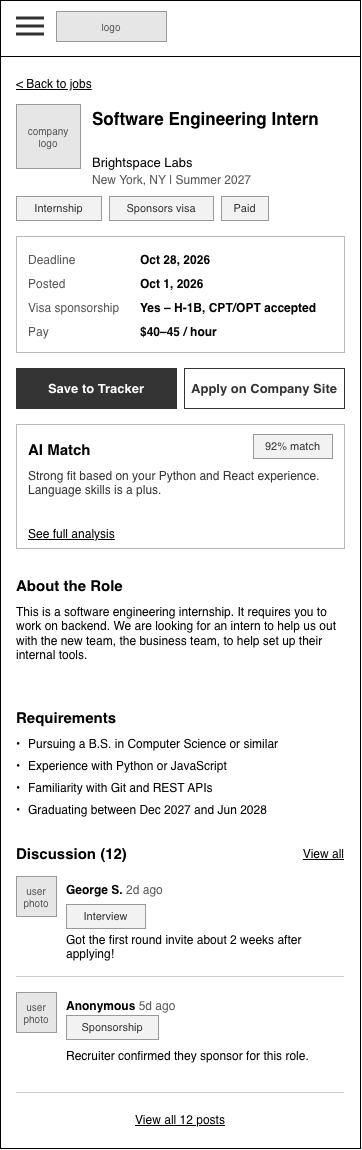 logo
< Back to jobs
company
logo
Software Engineering Intern
Brightspace Labs
New York, NY | Summer 2027
Internship
Sponsors visa
Paid
Deadline Oct 28, 2026
Posted Oct 1, 2026
Visa sponsorship Yes – H-1B, CPT/OPT accepted
Pay $40–45 / hour
Save to Tracker
Apply on Company Site
AI Match
92% match
Strong fit based on your Python and React experience.
Language skills is a plus.
See full analysis
About the Role
This is a software engineering internship. It requires you to
work on backend. We are looking for an intern to help us out
with the new team, the business team, to help set up their
internal tools.
Requirements
• Pursuing a B.S. in Computer Science or similar
• Experience with Python or JavaScript
• Familiarity with Git and REST APIs
• Graduating between Dec 2027 and Jun 2028
Discussion (12)
View all
user
photo
George S. 2d ago
Interview
Got the first round invite about 2 weeks after
applying!
user
photo
Anonymous 5d ago
Sponsorship
Recruiter confirmed they sponsor for this role.
View all 12 posts